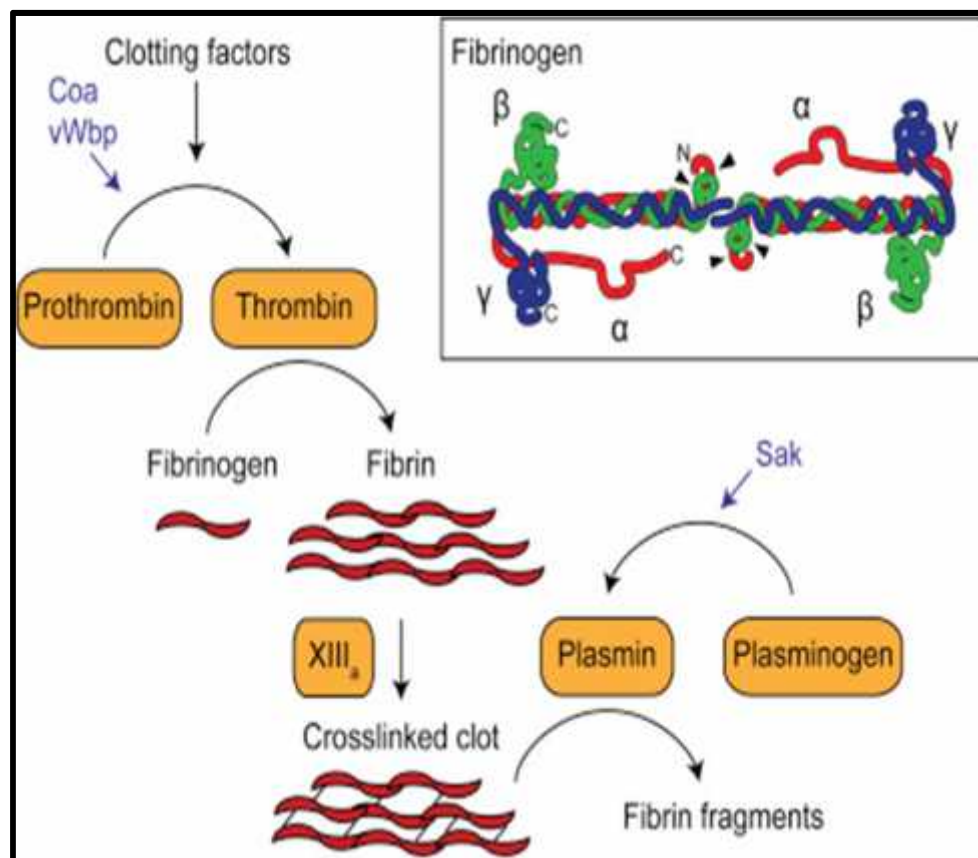 Clotting factors
Coa
vWbp
Prothrombin
Thrombin
Fibrinogen
Fibrin
XIIIa
Crosslinked clot
Sak
Plasmin
Plasminogen
Fibrin fragments
Fibrinogen
β
C
N
α
γ
γ
C
α
C
β